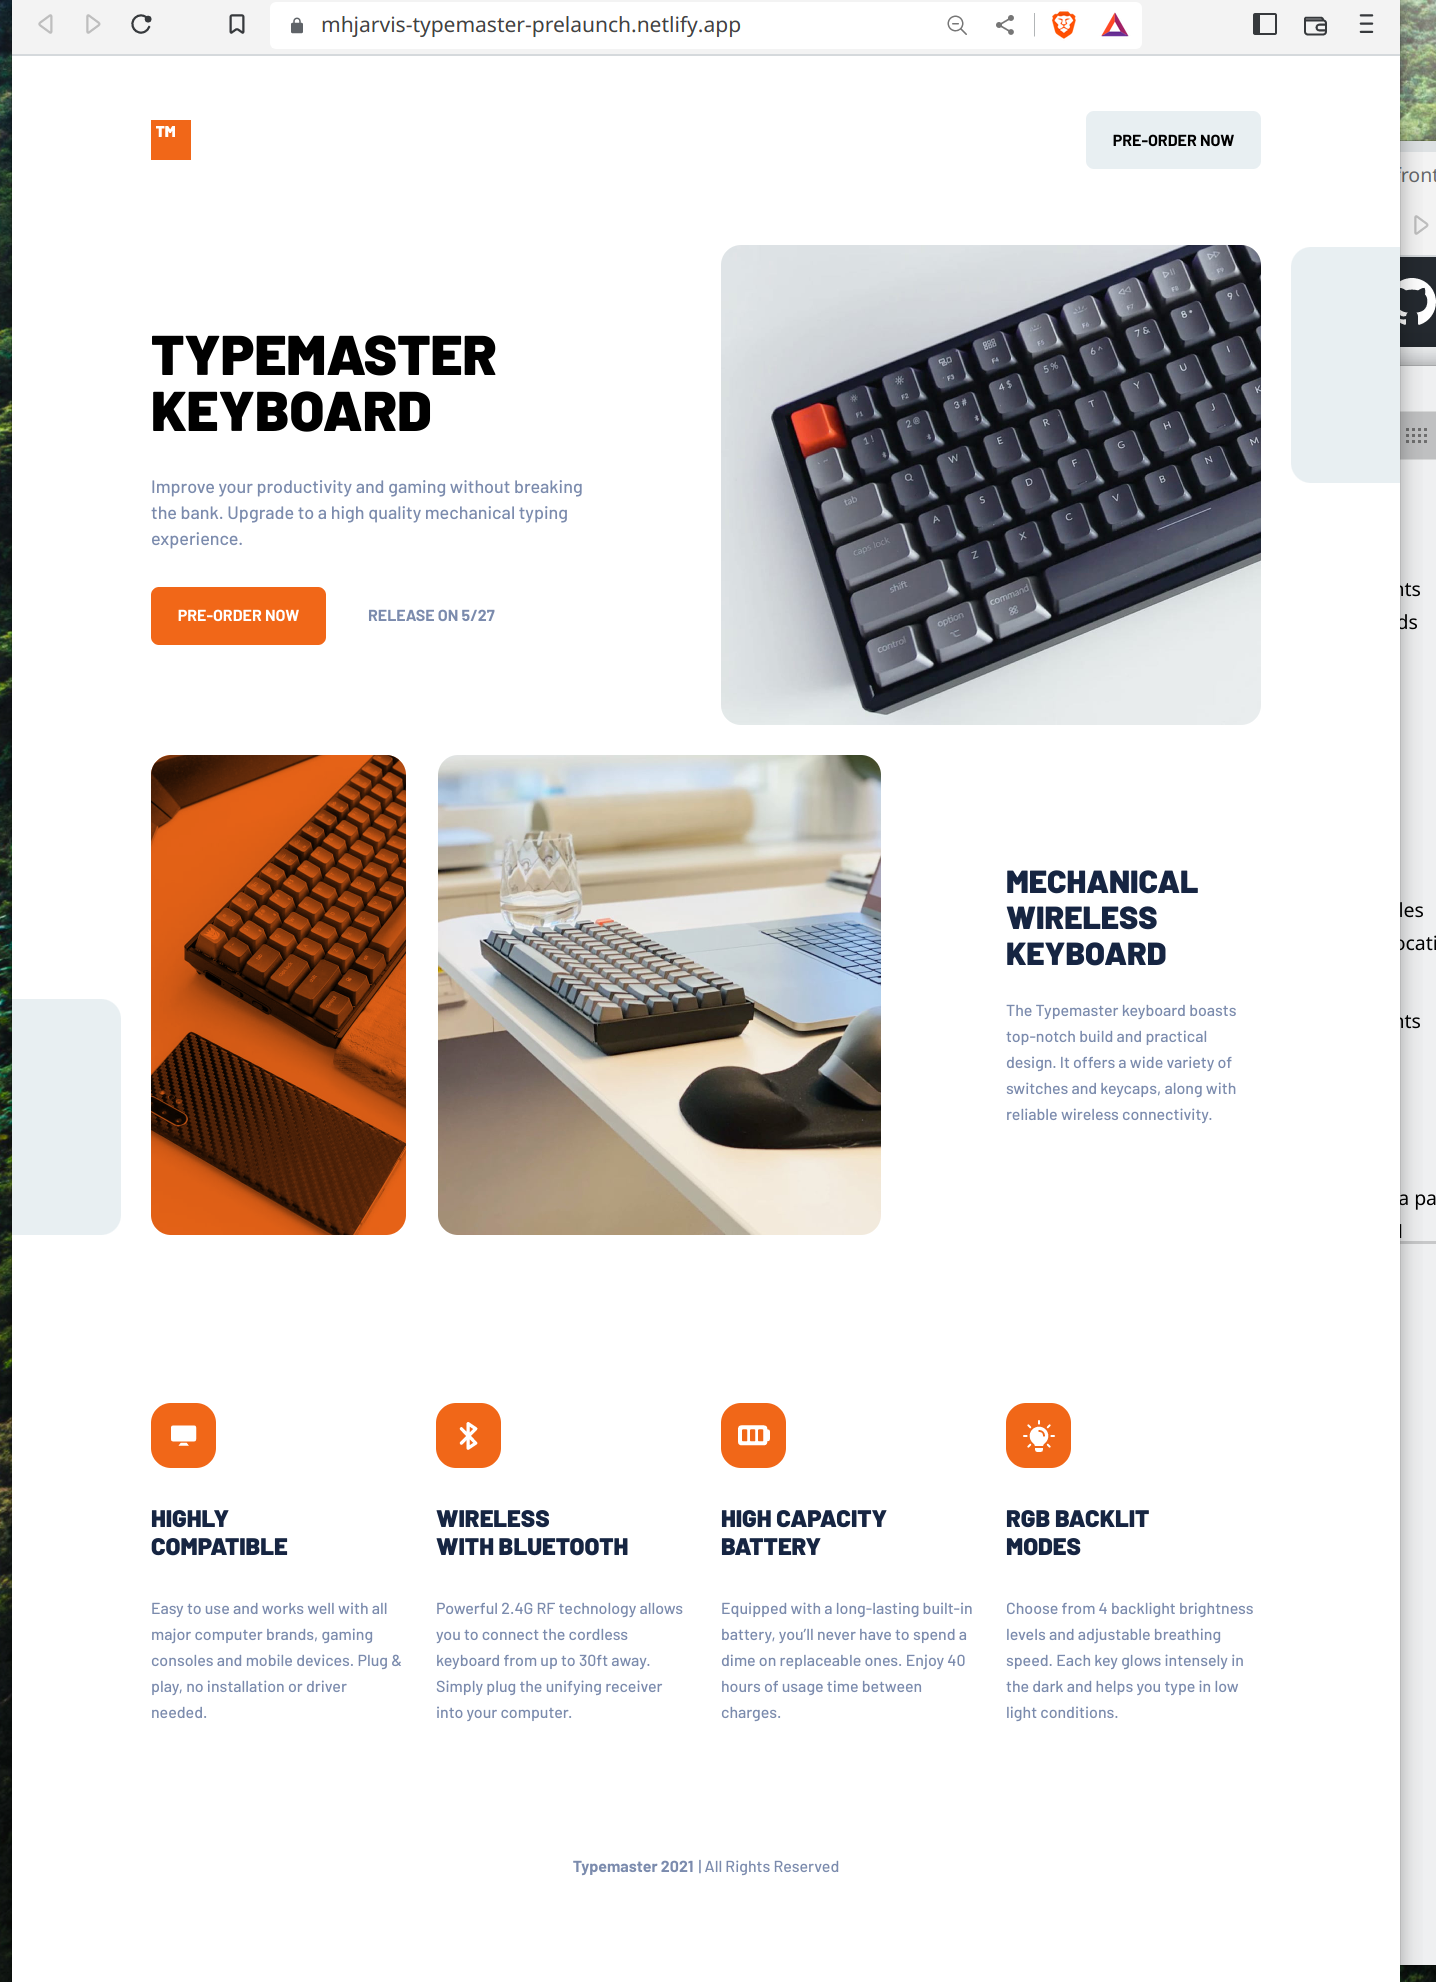 mhjarvis-typemaster-prelaunch.netlify.app
TM
PRE-ORDER NOW
TYPEMASTER
KEYBOARD
Improve your productivity and gaming without breaking
the bank. Upgrade to a high quality mechanical typing
experience.
PRE-ORDER NOW
RELEASE ON 5/27
tab
caps lock
shift
control
option
command
MECHANICAL
WIRELESS
KEYBOARD
The Typemaster keyboard boasts
top-notch build and practical
design. It offers a wide variety of
switches and keycaps, along with
reliable wireless connectivity.
HIGHLY
COMPATIBLE
Easy to use and works well with all
major computer brands, gaming
consoles and mobile devices. Plug &
play, no installation or driver
needed.
WIRELESS
WITH BLUETOOTH
Powerful 2.4G RF technology allows
you to connect the cordless
keyboard from up to 30ft away.
Simply plug the unifying receiver
into your computer.
HIGH CAPACITY
BATTERY
Equipped with a long-lasting built-in
battery, you'll never have to spend a
dime on replaceable ones. Enjoy 40
hours of usage time between
charges.
RGB BACKLIT
MODES
Choose from 4 backlight brightness
levels and adjustable breathing
speed. Each key glows intensely in
the dark and helps you type in low
light conditions.
Typemaster 2021 | All Rights Reserved